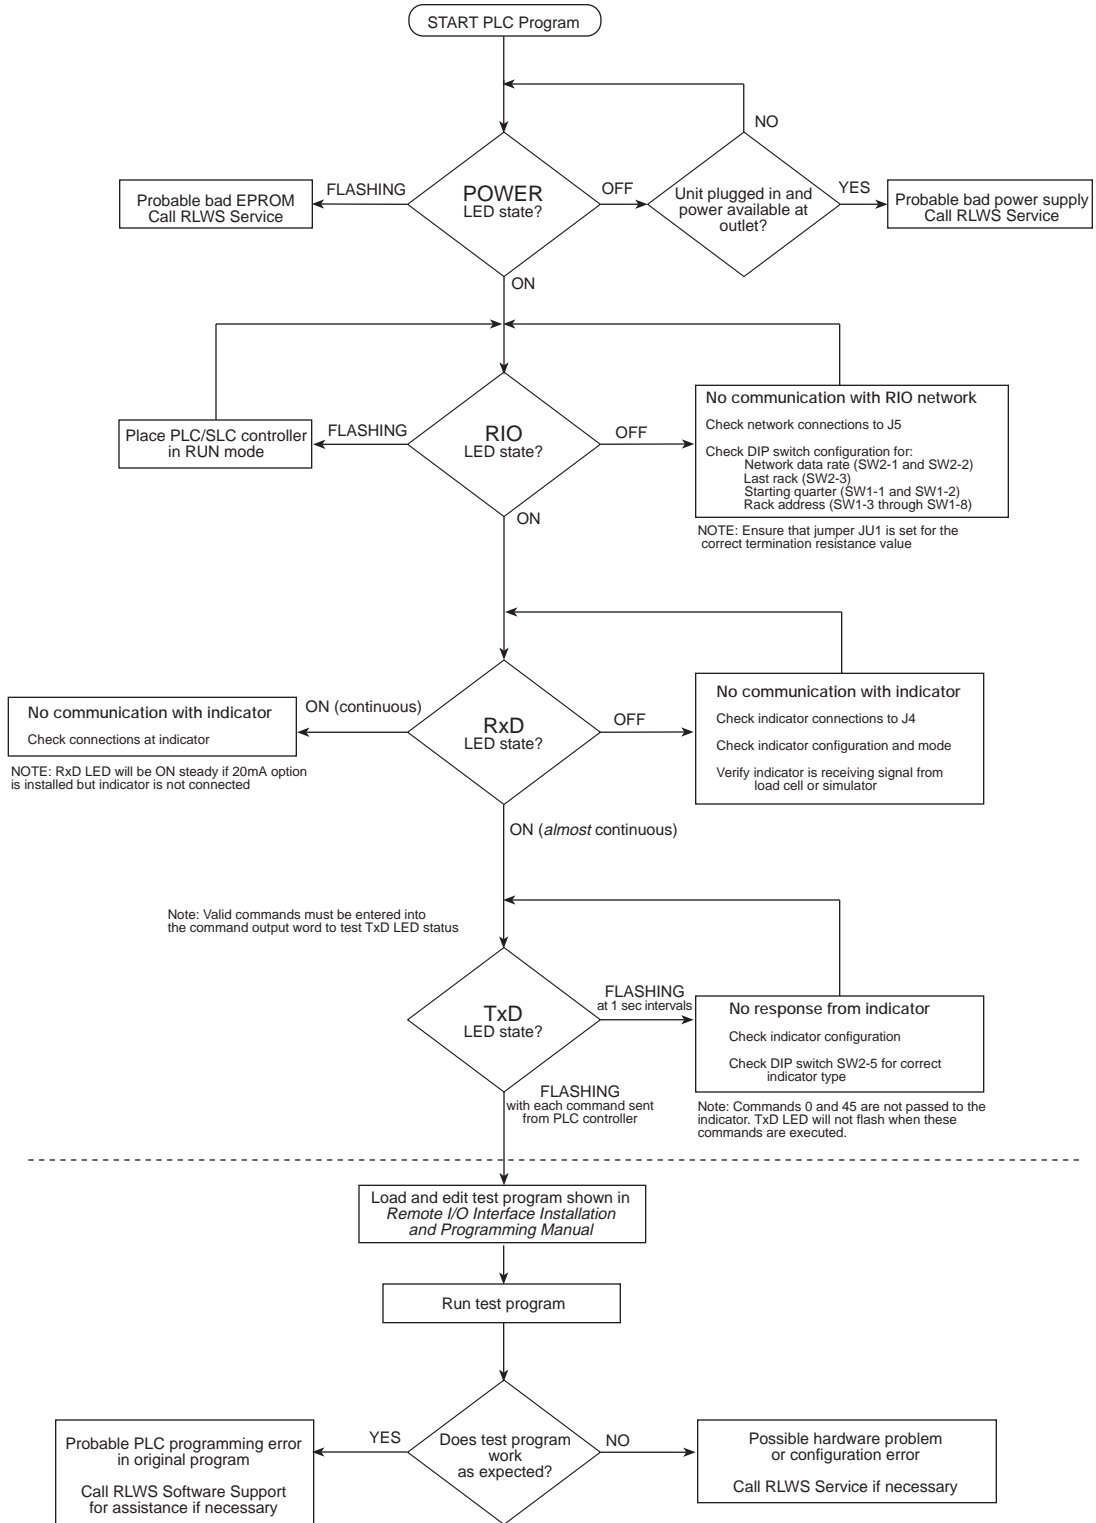 START PLC Program
NO
FLASHING
Probable bad EPROM
Call RLWS Service
POWER
LED state?
OFF
Unit plugged in and
power available at
outlet?
YES
Probable bad power supply
Call RLWS Service
ON
Place PLC/SLC controller
in RUN mode
FLASHING
RIO
LED state?
OFF
No communication with RIO network
Check network connections to J5
Check DIP switch configuration for:
Network data rate (SW2-1 and SW2-2)
Last rack (SW2-3)
Starting quarter (SW1-1 and SW1-2)
Rack address (SW1-3 through SW1-8)
NOTE: Ensure that jumper JU1 is set for the
correct termination resistance value
ON
No communication with indicator
Check connections at indicator
NOTE: RxD LED will be ON steady if 20mA option
is installed but indicator is not connected
ON (continuous)
RxD
LED state?
OFF
No communication with indicator
Check indicator connections to J4
Check indicator configuration and mode
Verify indicator is receiving signal from
load cell or simulator
ON (almost continuous)
Note: Valid commands must be entered into
the command output word to test TxD LED status
TxD
LED state?
FLASHING
at 1 sec intervals
No response from indicator
Check indicator configuration
Check DIP switch SW2-5 for correct
indicator type
Note: Commands 0 and 45 are not passed to the
indicator. TxD LED will not flash when these
commands are executed.
FLASHING
with each command sent
from PLC controller
Load and edit test program shown in
Remote I/O Interface Installation
and Programming Manual
Run test program
Does test program
work
as expected?
YES
Probable PLC programming error
in original program
Call RLWS Software Support
for assistance if necessary
NO
Possible hardware problem
or configuration error
Call RLWS Service if necessary